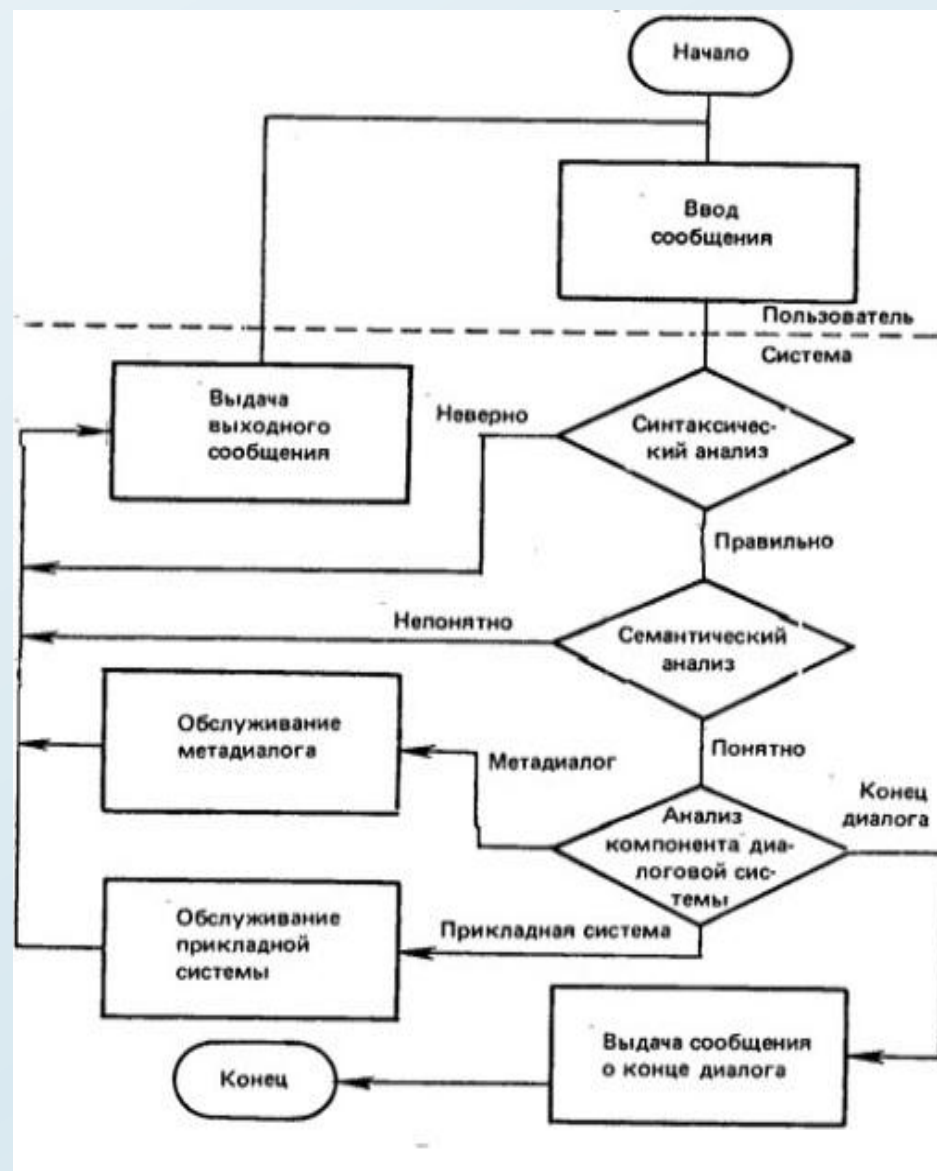 Начало
Ввод
сообщения
Пользователь
Система
Выдача
выходного
сообщения
Неверно
Синтаксичес-
кий анализ
Правильно
Непонятно
Семантический
анализ
Обслуживание
метадиалога
Метадиалог
Понятно
Конец
диалога
Анализ
компонента диа-
логовой сис-
темы
Обслуживание
прикладной
системы
Прикладная система
Выдача сообщения
о конце диалога
Конец